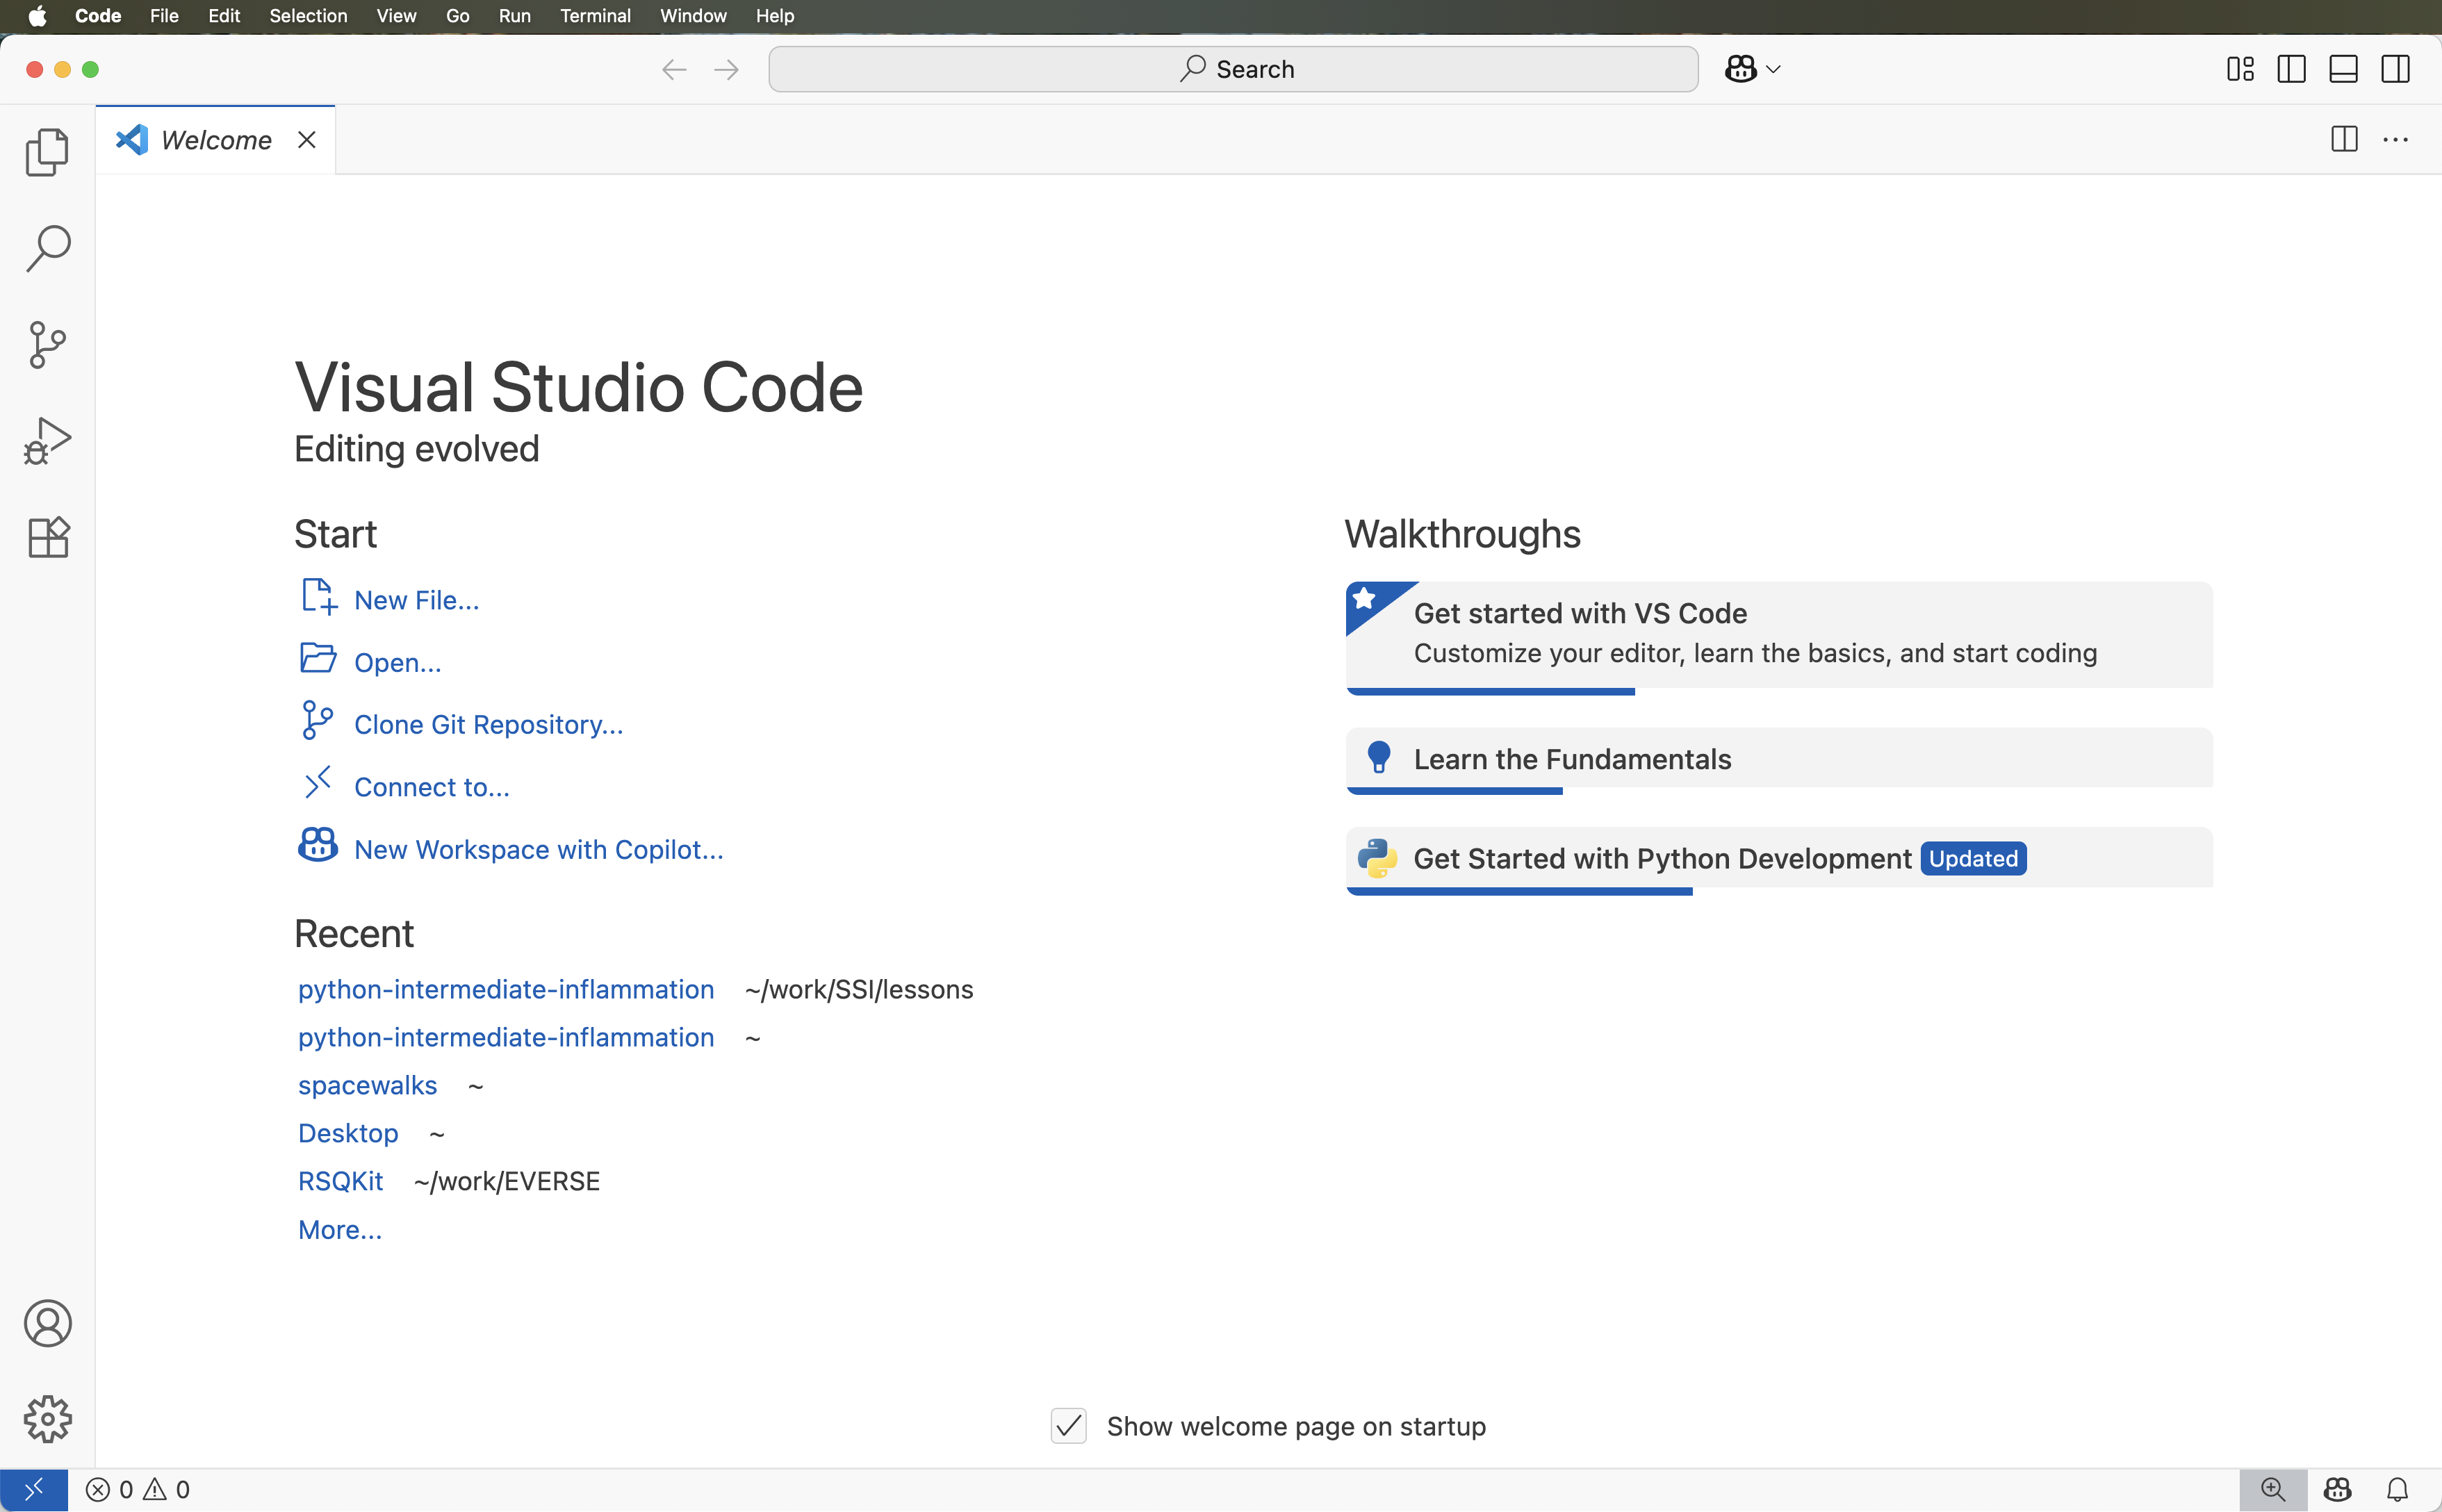 Code File Edit Selection View Go Run Terminal Window Help
Search
Welcome
Visual Studio Code
Editing evolved
Start
New File...
Open...
Clone Git Repository...
Connect to...
New Workspace with Copilot...
Recent
python-intermediate-inflammation ~/work/SSI/lessons
python-intermediate-inflammation ~
spacewalks ~
Desktop ~
RSQKit ~/work/EVERSE
More...
Walkthroughs
Get started with VS Code
Customize your editor, learn the basics, and start coding
Learn the Fundamentals
Get Started with Python Development Updated
Show welcome page on startup
0 0